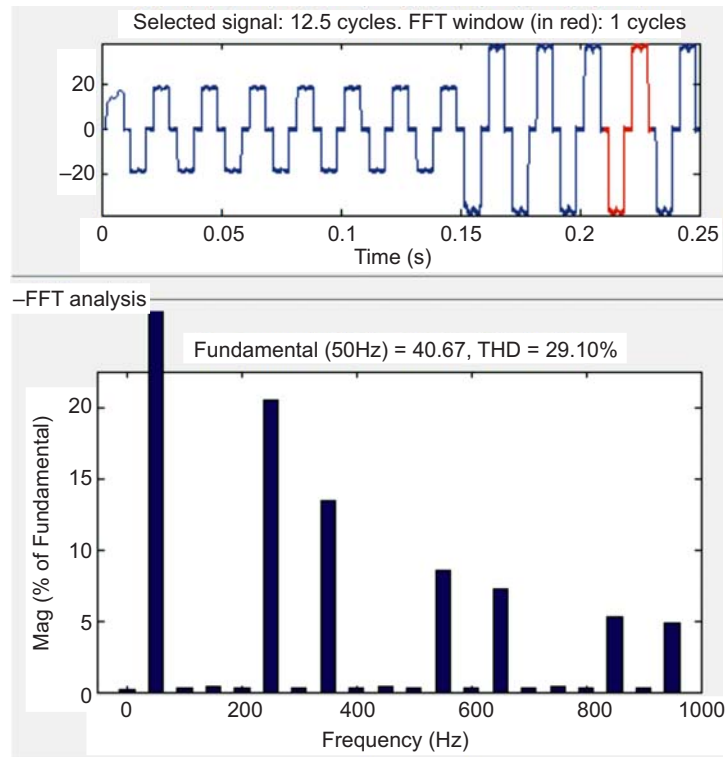 Selected signal: 12.5 cycles. FFT window (in red): 1 cycles
20
0
–20
0 0.05 0.1 0.15 0.2 0.25
Time (s)
–FFT analysis
Fundamental (50Hz) = 40.67, THD = 29.10%
Mag (% of Fundamental)
20
15
10
5
0
0 200 400 600 800 1000
Frequency (Hz)